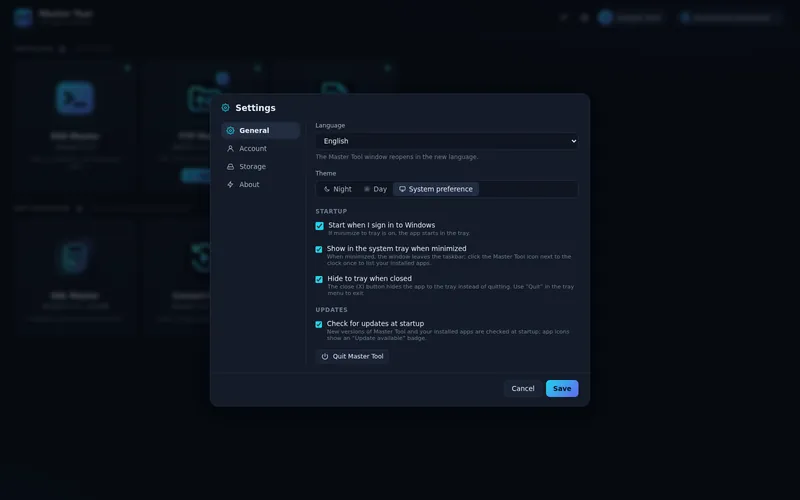 Master Tool
Settings
General
Account
Storage
About
Language
English
The Master Tool window reopens in the new language.
Theme
Night
Day
System preference
STARTUP
Start when I sign in to Windows
If minimize to tray is on, the app starts in the tray.
Show in the system tray when minimized
When minimized, the window leaves the taskbar; click the Master Tool icon next to the
clock once to list your installed apps.
Hide to tray when closed
The close (X) button hides the app to the tray instead of quitting. Use "Quit" in the tray
menu to exit.
UPDATES
Check for updates at startup
New versions of Master Tool and your installed apps are checked at startup; app icons
show an "Update available" badge.
Quit Master Tool
Cancel
Save